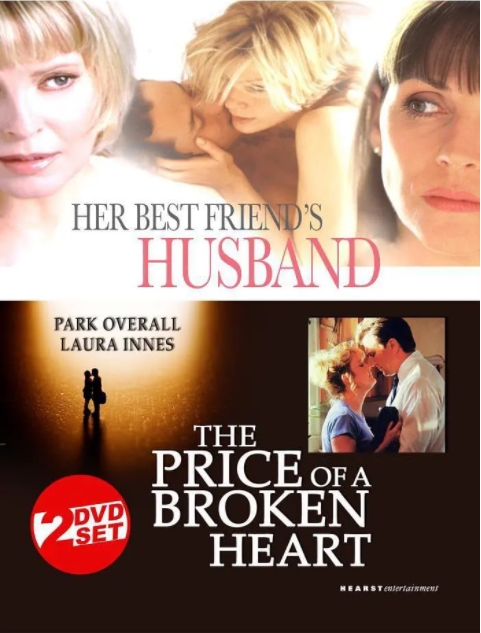 HER BEST FRIEND'S
HUSBAND
PARK OVERALL
LAURA INNES
THE
PRICE OF A
BROKEN
HEART
2 DVD
SET
HEARST entertainment